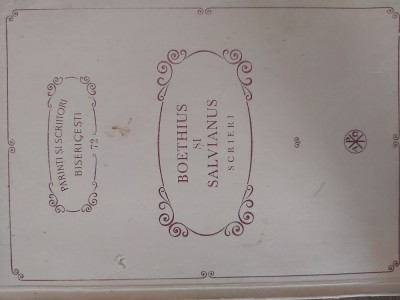 PĂRINȚI ȘI SCRIITORI
BISERICEȘTI
72
BOETHIUS
ȘI
SALVIANUS
SCRIERI